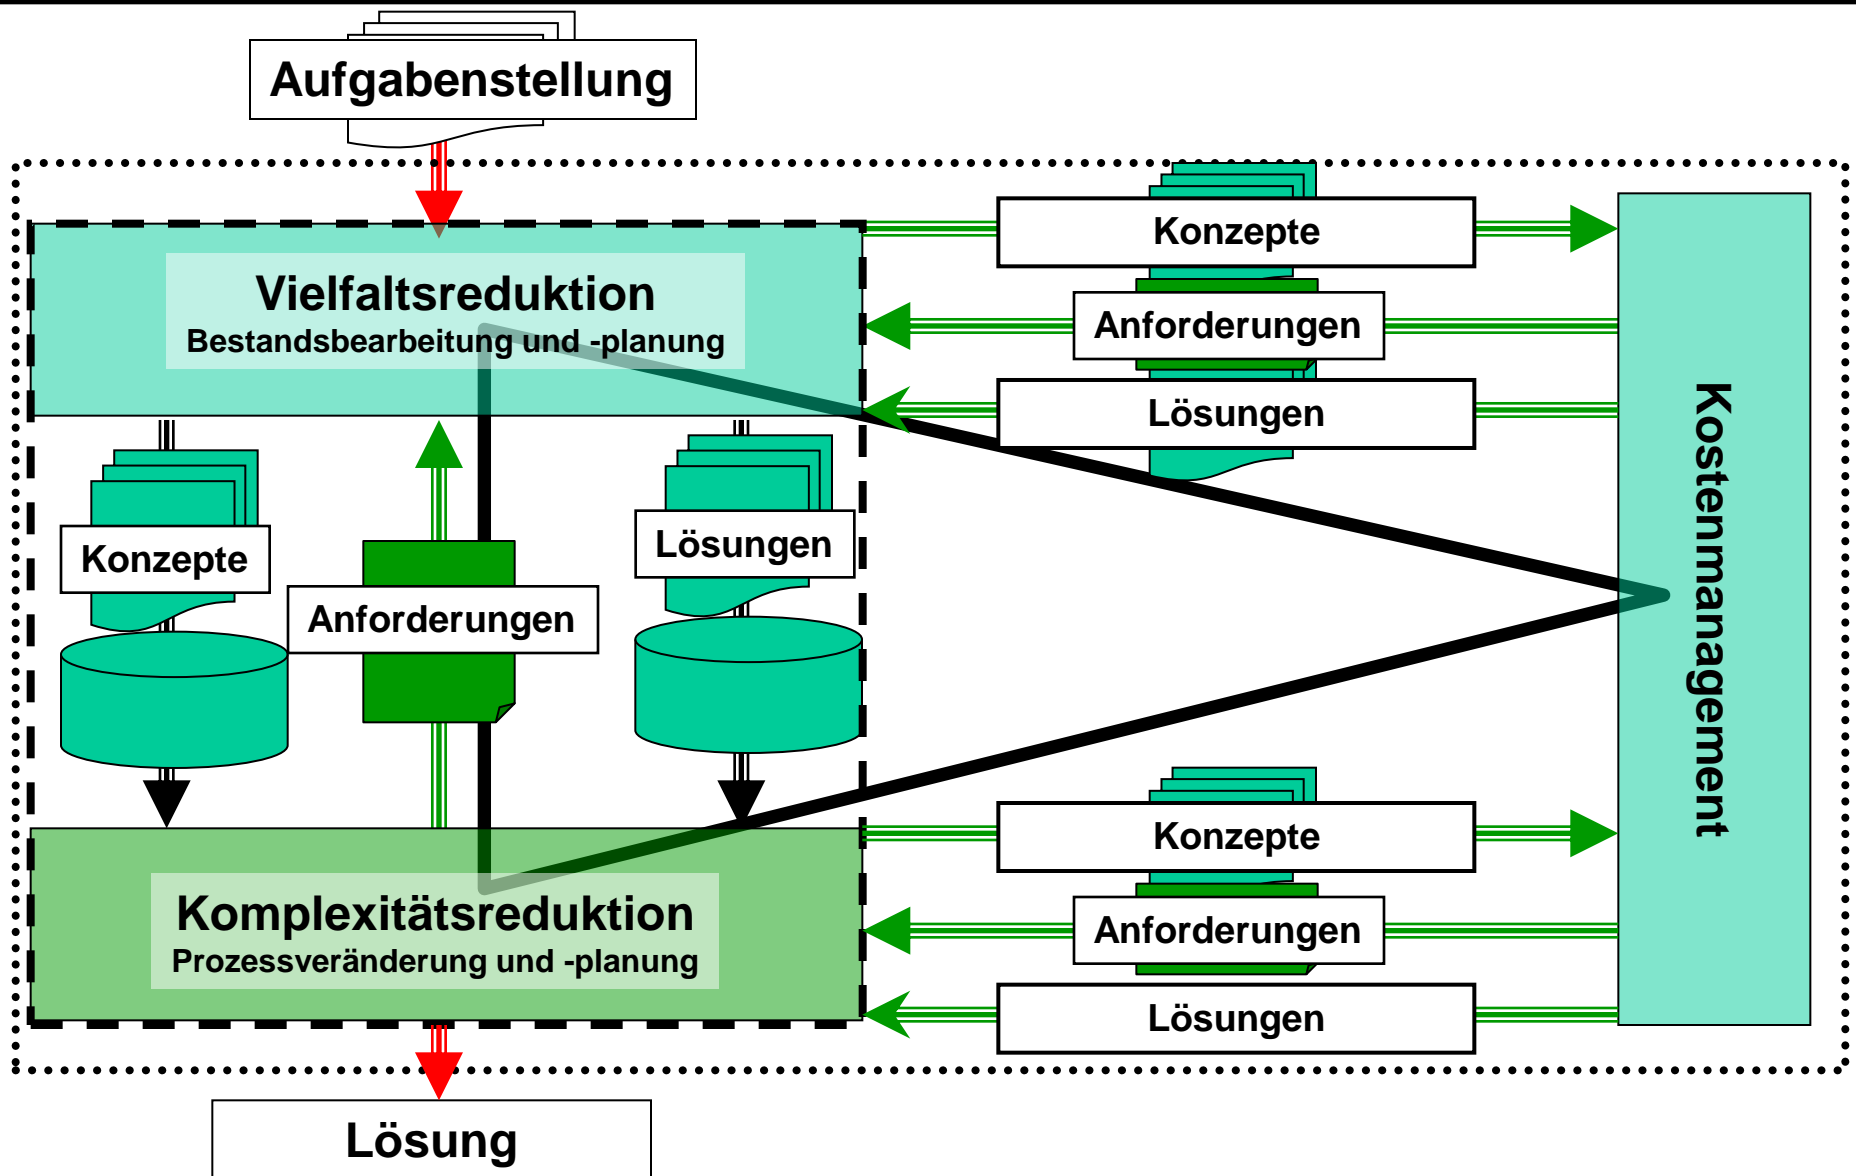 Aufgabenstellung
Konzepte
Vielfaltsreduktion
Bestandsbearbeitung und -planung
Anforderungen
Lösungen
Kostenmanagement
Konzepte
Anforderungen
Lösungen
Konzepte
Komplexitätsreduktion
Prozessveränderung und -planung
Anforderungen
Lösungen
Lösung